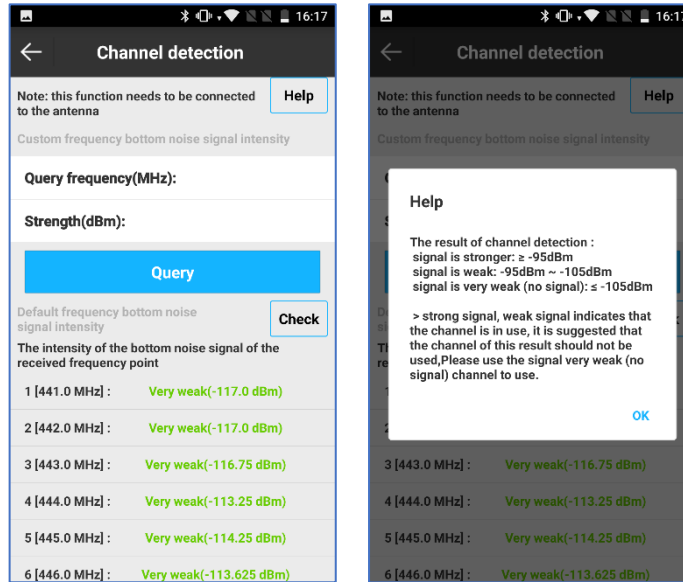 16:17
Channel detection
Note: this function needs to be connected
to the antenna
Help
Custom frequency bottom noise signal intensity
Query frequency(MHz):
Strength(dBm):
Query
Default frequency bottom noise
signal intensity
Check
The intensity of the bottom noise signal of the
received frequency point
1 [441.0 MHz] : Very weak(-117.0 dBm)
2 [442.0 MHz] : Very weak(-117.0 dBm)
3 [443.0 MHz] : Very weak(-116.75 dBm)
4 [444.0 MHz] : Very weak(-113.25 dBm)
5 [445.0 MHz] : Very weak(-114.25 dBm)
6 [446.0 MHz] : Very weak(-113.625 dBm)
16:17
Channel detection
Note: this function needs to be connected
to the antenna
Help
Custom frequency bottom noise signal intensity
Help
The result of channel detection :
signal is stronger: ≥ -95dBm
signal is weak: -95dBm ~ -105dBm
signal is very weak (no signal): ≤ -105dBm
> strong signal, weak signal indicates that
the channel is in use, it is suggested that
the channel of this result should not be
used,Please use the signal very weak (no
signal) channel to use.
OK
3 [443.0 MHz] : Very weak(-116.75 dBm)
4 [444.0 MHz] : Very weak(-113.25 dBm)
5 [445.0 MHz] : Very weak(-114.25 dBm)
6 [446.0 MHz] : Very weak(-113.625 dBm)